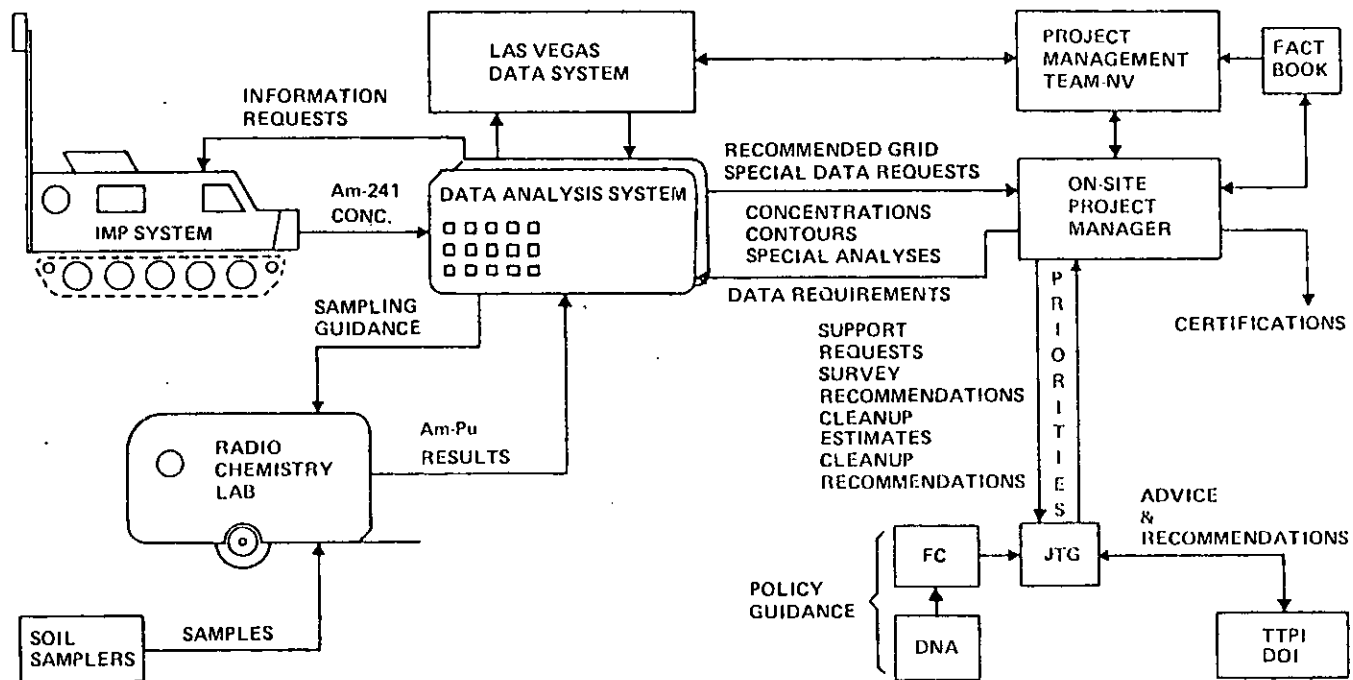 LAS VEGAS
DATA SYSTEM
PROJECT
MANAGEMENT
TEAM-NV
FACT
BOOK
INFORMATION
REQUESTS
IMP SYSTEM
Am-241
CONC.
DATA ANALYSIS SYSTEM
RECOMMENDED GRID
SPECIAL DATA REQUESTS
CONCENTRATIONS
CONTOURS
SPECIAL ANALYSES
DATA REQUIREMENTS
ON-SITE
PROJECT
MANAGER
CERTIFICATIONS
SAMPLING
GUIDANCE
SUPPORT
REQUESTS
SURVEY
RECOMMENDATIONS
CLEANUP
ESTIMATES
CLEANUP
RECOMMENDATIONS
PRIORITIES
RADIO
CHEMISTRY
LAB
Am-Pu
RESULTS
ADVICE
&
RECOMMENDATIONS
POLICY
GUIDANCE
FC
JTG
DNA
TTPI
DOI
SOIL
SAMPLERS
SAMPLES